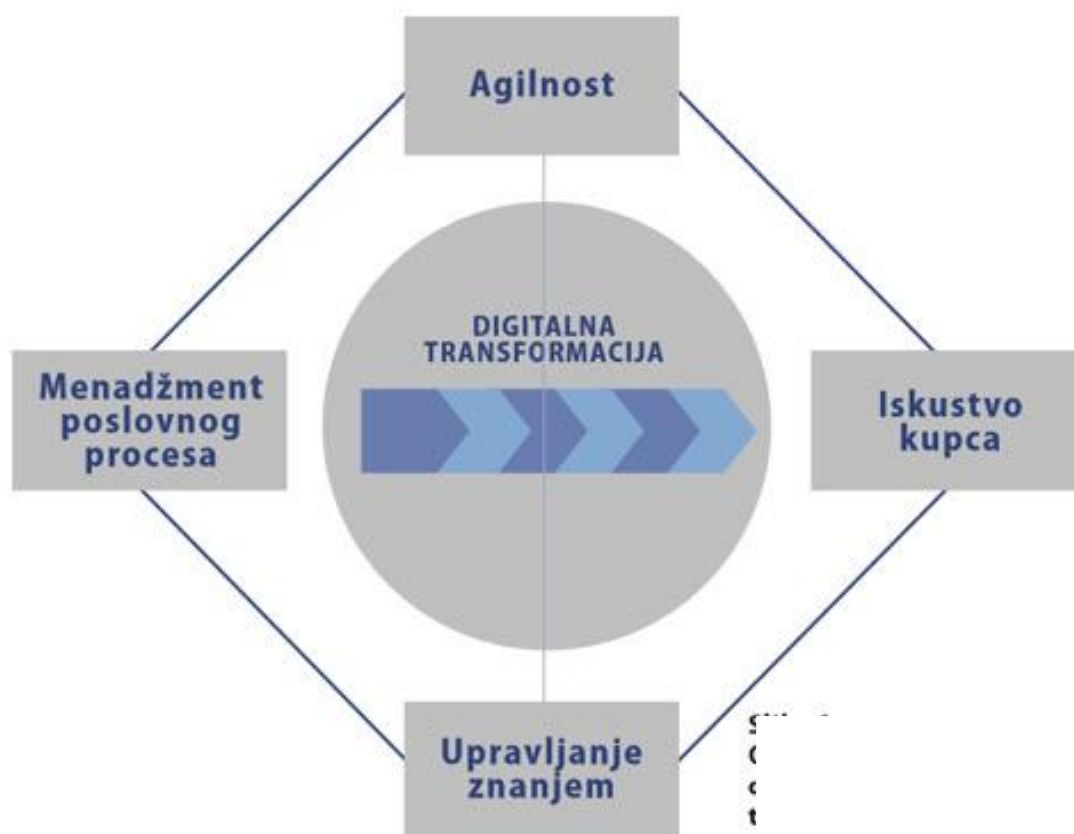 Agilnost
DIGITALNA
TRANSFORMACIJA
Menadžment
poslovnog
procesa
Iskustvo
kupca
Upravljanje
znanjem